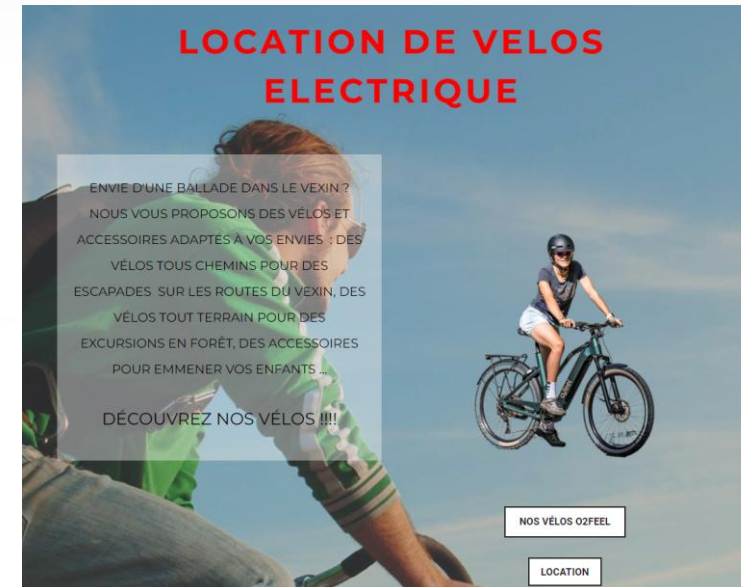 LOCATION DE VELOS
ELECTRIQUE
ENVIE D'UNE BALLADE DANS LE VEXIN ?
NOUS VOUS PROPOSONS DES VÉLOS ET
ACCESSOIRES ADAPTÉS À VOS ENVIES : DES
VÉLOS TOUS CHEMINS POUR DES
ESCAPADES SUR LES ROUTES DU VEXIN, DES
VÉLOS TOUT TERRAIN POUR DES
EXCURSIONS EN FORÊT, DES ACCESSOIRES
POUR EMMENER VOS ENFANTS ...
DÉCOUVREZ NOS VÉLOS !!!!
NOS VÉLOS O2FEEL
LOCATION